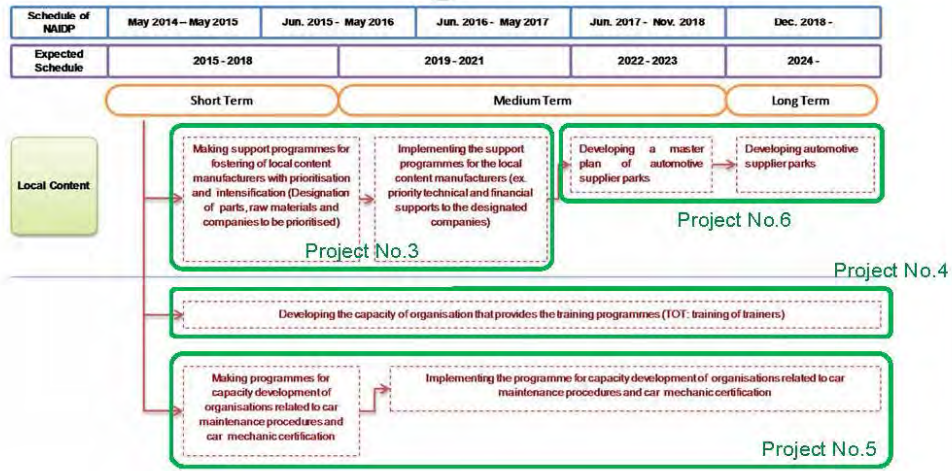 Schedule of
NAIDP
May 2014 – May 2015
Jun. 2015 - May 2016
Jun. 2016 - May 2017
Jun. 2017 - Nov. 2018
Dec. 2018 -
Expected
Schedule
2015 - 2018
2019 - 2021
2022 - 2023
2024 -
Short Term
Medium Term
Long Term
Local Content
Making support programmes for
fostering of local content
manufacturers with prioritisation
and intensification (Designation
of parts, raw materials and
companies to be prioritised)
Implementing the support
programmes for the local
content manufacturers (ex.
priority technical and financial
supports to the designated
companies)
Project No.3
Developing a master
plan of automotive
supplier parks
Developing automotive
supplier parks
Project No.6
Project No.4
Developing the capacity of organisation that provides the training programmes (TOT: training of trainers)
Making programmes for
capacity development of
organisations related to car
maintenance procedures and
car mechanic certification
Implementing the programme for capacity development of organisations related to car
maintenance procedures and car mechanic certification
Project No.5